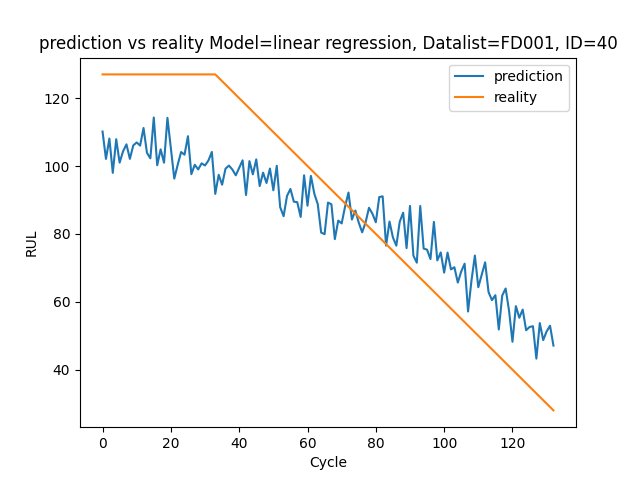 prediction vs reality Model=linear regression, Datalist=FD001, ID=40
prediction
reality
RUL
120
100
80
60
40
0 20 40 60 80 100 120
Cycle